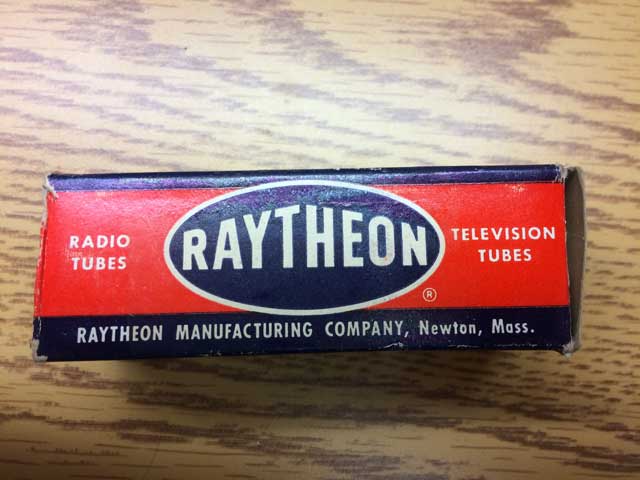 RADIO
TUBES
RAYTHEON
®
TELEVISION
TUBES
RAYTHEON MANUFACTURING COMPANY, Newton, Mass.